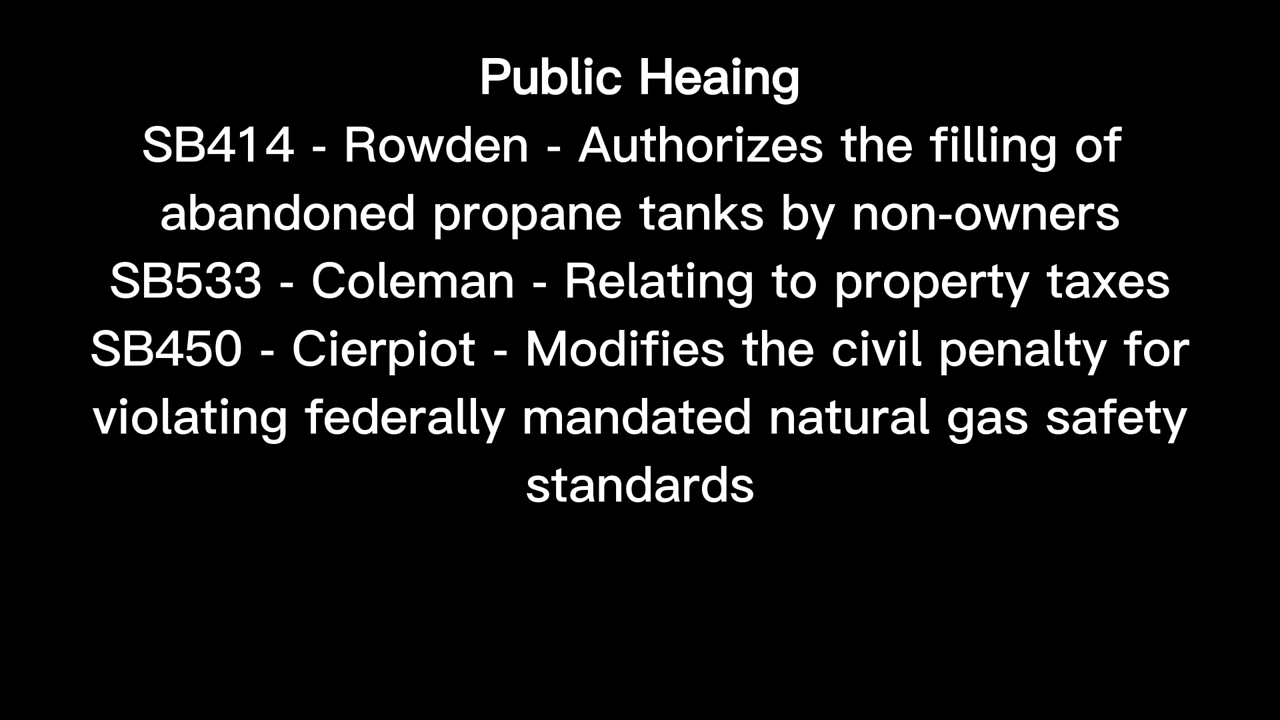 Public Heaing
SB414 - Rowden - Authorizes the filling of
abandoned propane tanks by non-owners
SB533 - Coleman - Relating to property taxes
SB450 - Cierpiot - Modifies the civil penalty for
violating federally mandated natural gas safety
standards